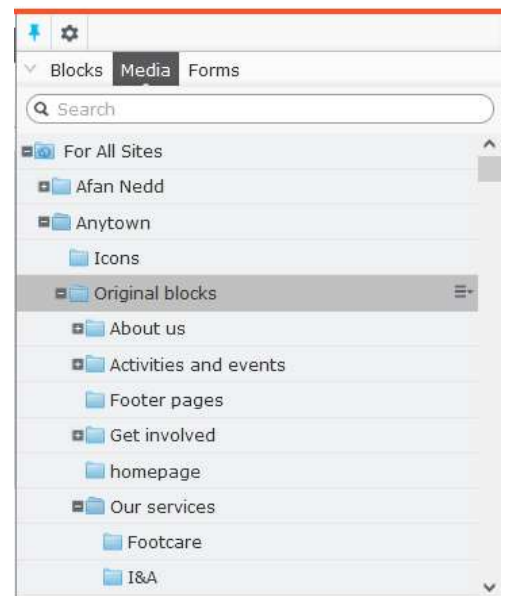 Blocks Media Forms
Search
For All Sites
Afan Nedd
Anytown
Icons
Original blocks
About us
Activities and events
Footer pages
Get involved
homepage
Our services
Footcare
I&A